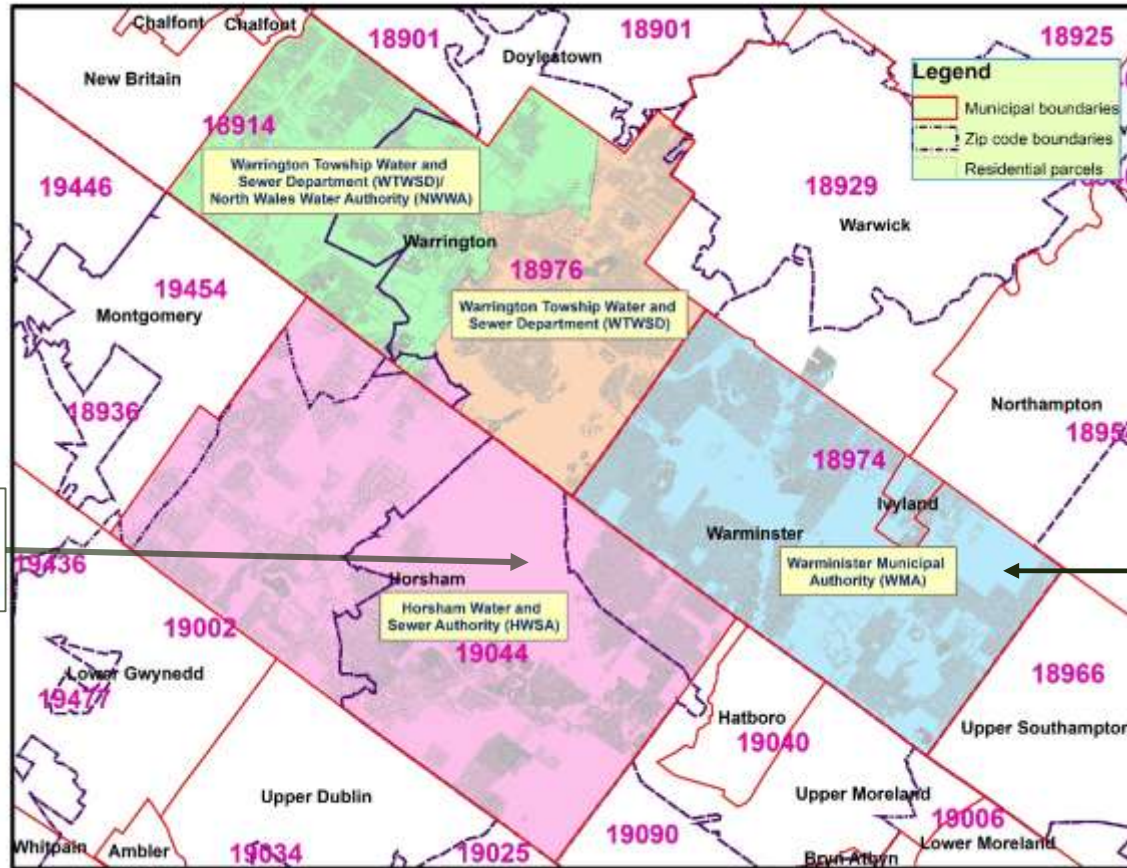 Chalfont
Chalfont
18901
18901
18925
Doylestown
New Britain
Legend
Municipal boundaries
Zip code boundaries
Residential parcels
18914
Warrington Towship Water and
Sewer Department (WTWSD)/
North Wales Water Authority (NWWA)
19446
18929
Warwick
Warrington
18976
19454
Montgomery
Warrington Towship Water and
Sewer Department (WTWSD)
18936
Northampton
18974
Ivyland
Warminster
Warminister Municipal
Authority (WMA)
19436
Horsham
Horsham Water and
Sewer Authority (HWSA)
19002
19044
Lower Gwynedd
19477
18966
Hatboro
19040
Upper Southampton
Upper Dublin
Upper Moreland
19006
Whitpain
Ambler
19034
19025
19090
Lower Moreland
Bryn Athyn